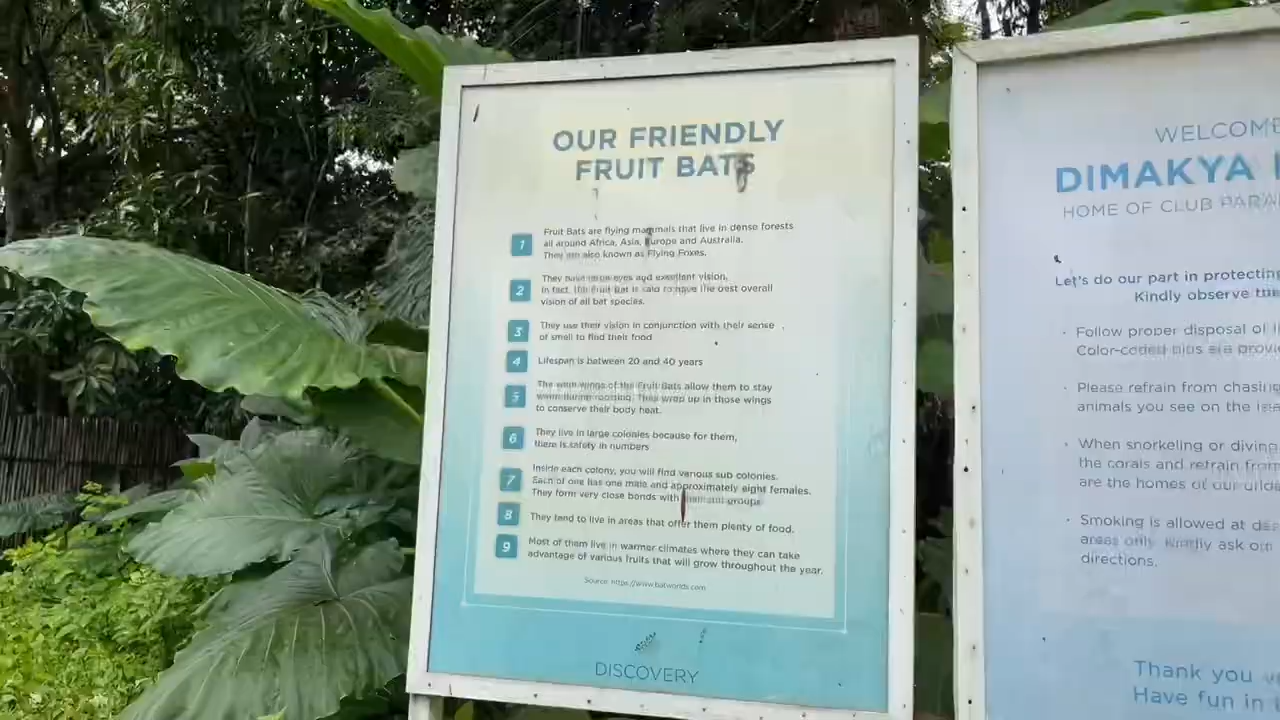 OUR FRIENDLY
FRUIT BATS
1
Fruit Bats are flying mammals that live in dense forests
all around Africa, Asia, Europe and Australia.
They are also known as Flying Foxes.
2
They have large eyes and excellent vision.
In fact, the Fruit Bat is said to have the best overall
vision of all bat species.
3
They use their vision in conjunction with their sense
of smell to find their food
4
Lifespan is between 20 and 40 years
5
The wings of the Fruit Bats allow them to stay
warm during roosting. They wrap up in those wings
to conserve their body heat.
6
They live in large colonies because for them,
there is safety in numbers
7
Inside each colony, you will find various sub colonies.
Each of one has one male and approximately eight females.
They form very close bonds with groups
8
They tend to live in areas that offer them plenty of food.
9
Most of them live in warmer climates where they can take
advantage of various fruits that will grow throughout the year.
Source: https://www.batworlds.com
DISCOVERY
WELCOME
DIMAKYA
HOME OF CLUB
Let's do our part in protecting
Kindly observe the
· Follow proper disposal of
Color-coded bins are
· Please refrain from chasing
animals you see on the
· When snorkeling or diving
the corals and refrain from
are the homes of our
· Smoking is allowed at
areas only. Kindly ask
directions.
Thank you
Have fun in